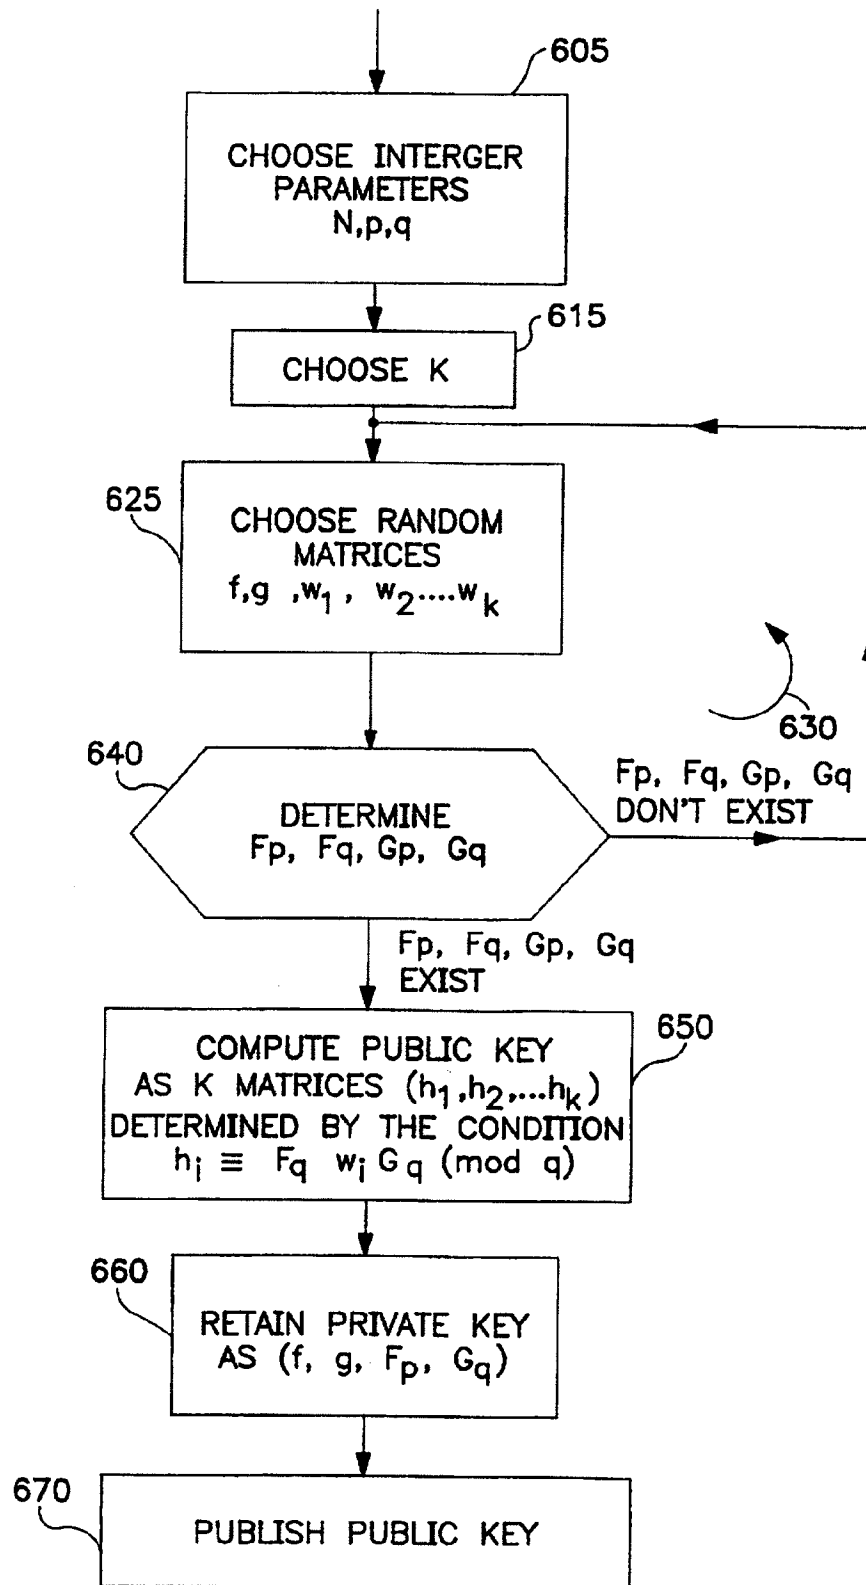 605
CHOOSE INTERGER
PARAMETERS
N,p,q
615
CHOOSE K
625
CHOOSE RANDOM
MATRICES
f,g ,w1, w2....wk
630
640
DETERMINE
Fp, Fq, Gp, Gq
Fp, Fq, Gp, Gq
DON'T EXIST
Fp, Fq, Gp, Gq
EXIST
650
COMPUTE PUBLIC KEY
AS K MATRICES (h1,h2,...hk)
DETERMINED BY THE CONDITION
hi ≡ Fq wi Gq (mod q)
660
RETAIN PRIVATE KEY
AS (f, g, Fp, Gq)
670
PUBLISH PUBLIC KEY